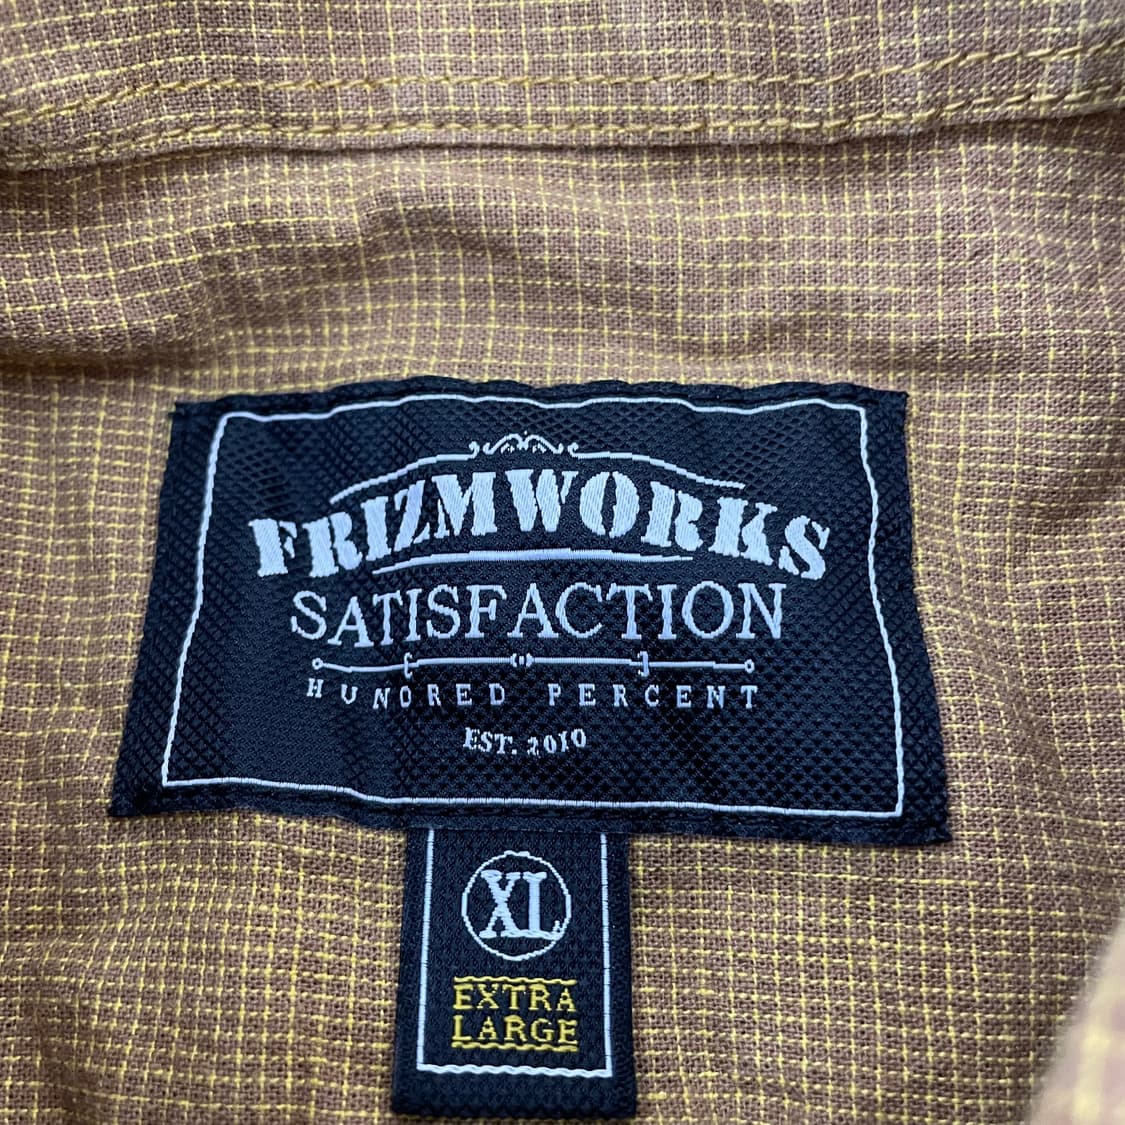 FRIZMWORKS
SATISFACTION
HUNDRED PERCENT
EST. 2010
XL
EXTRA
LARGE